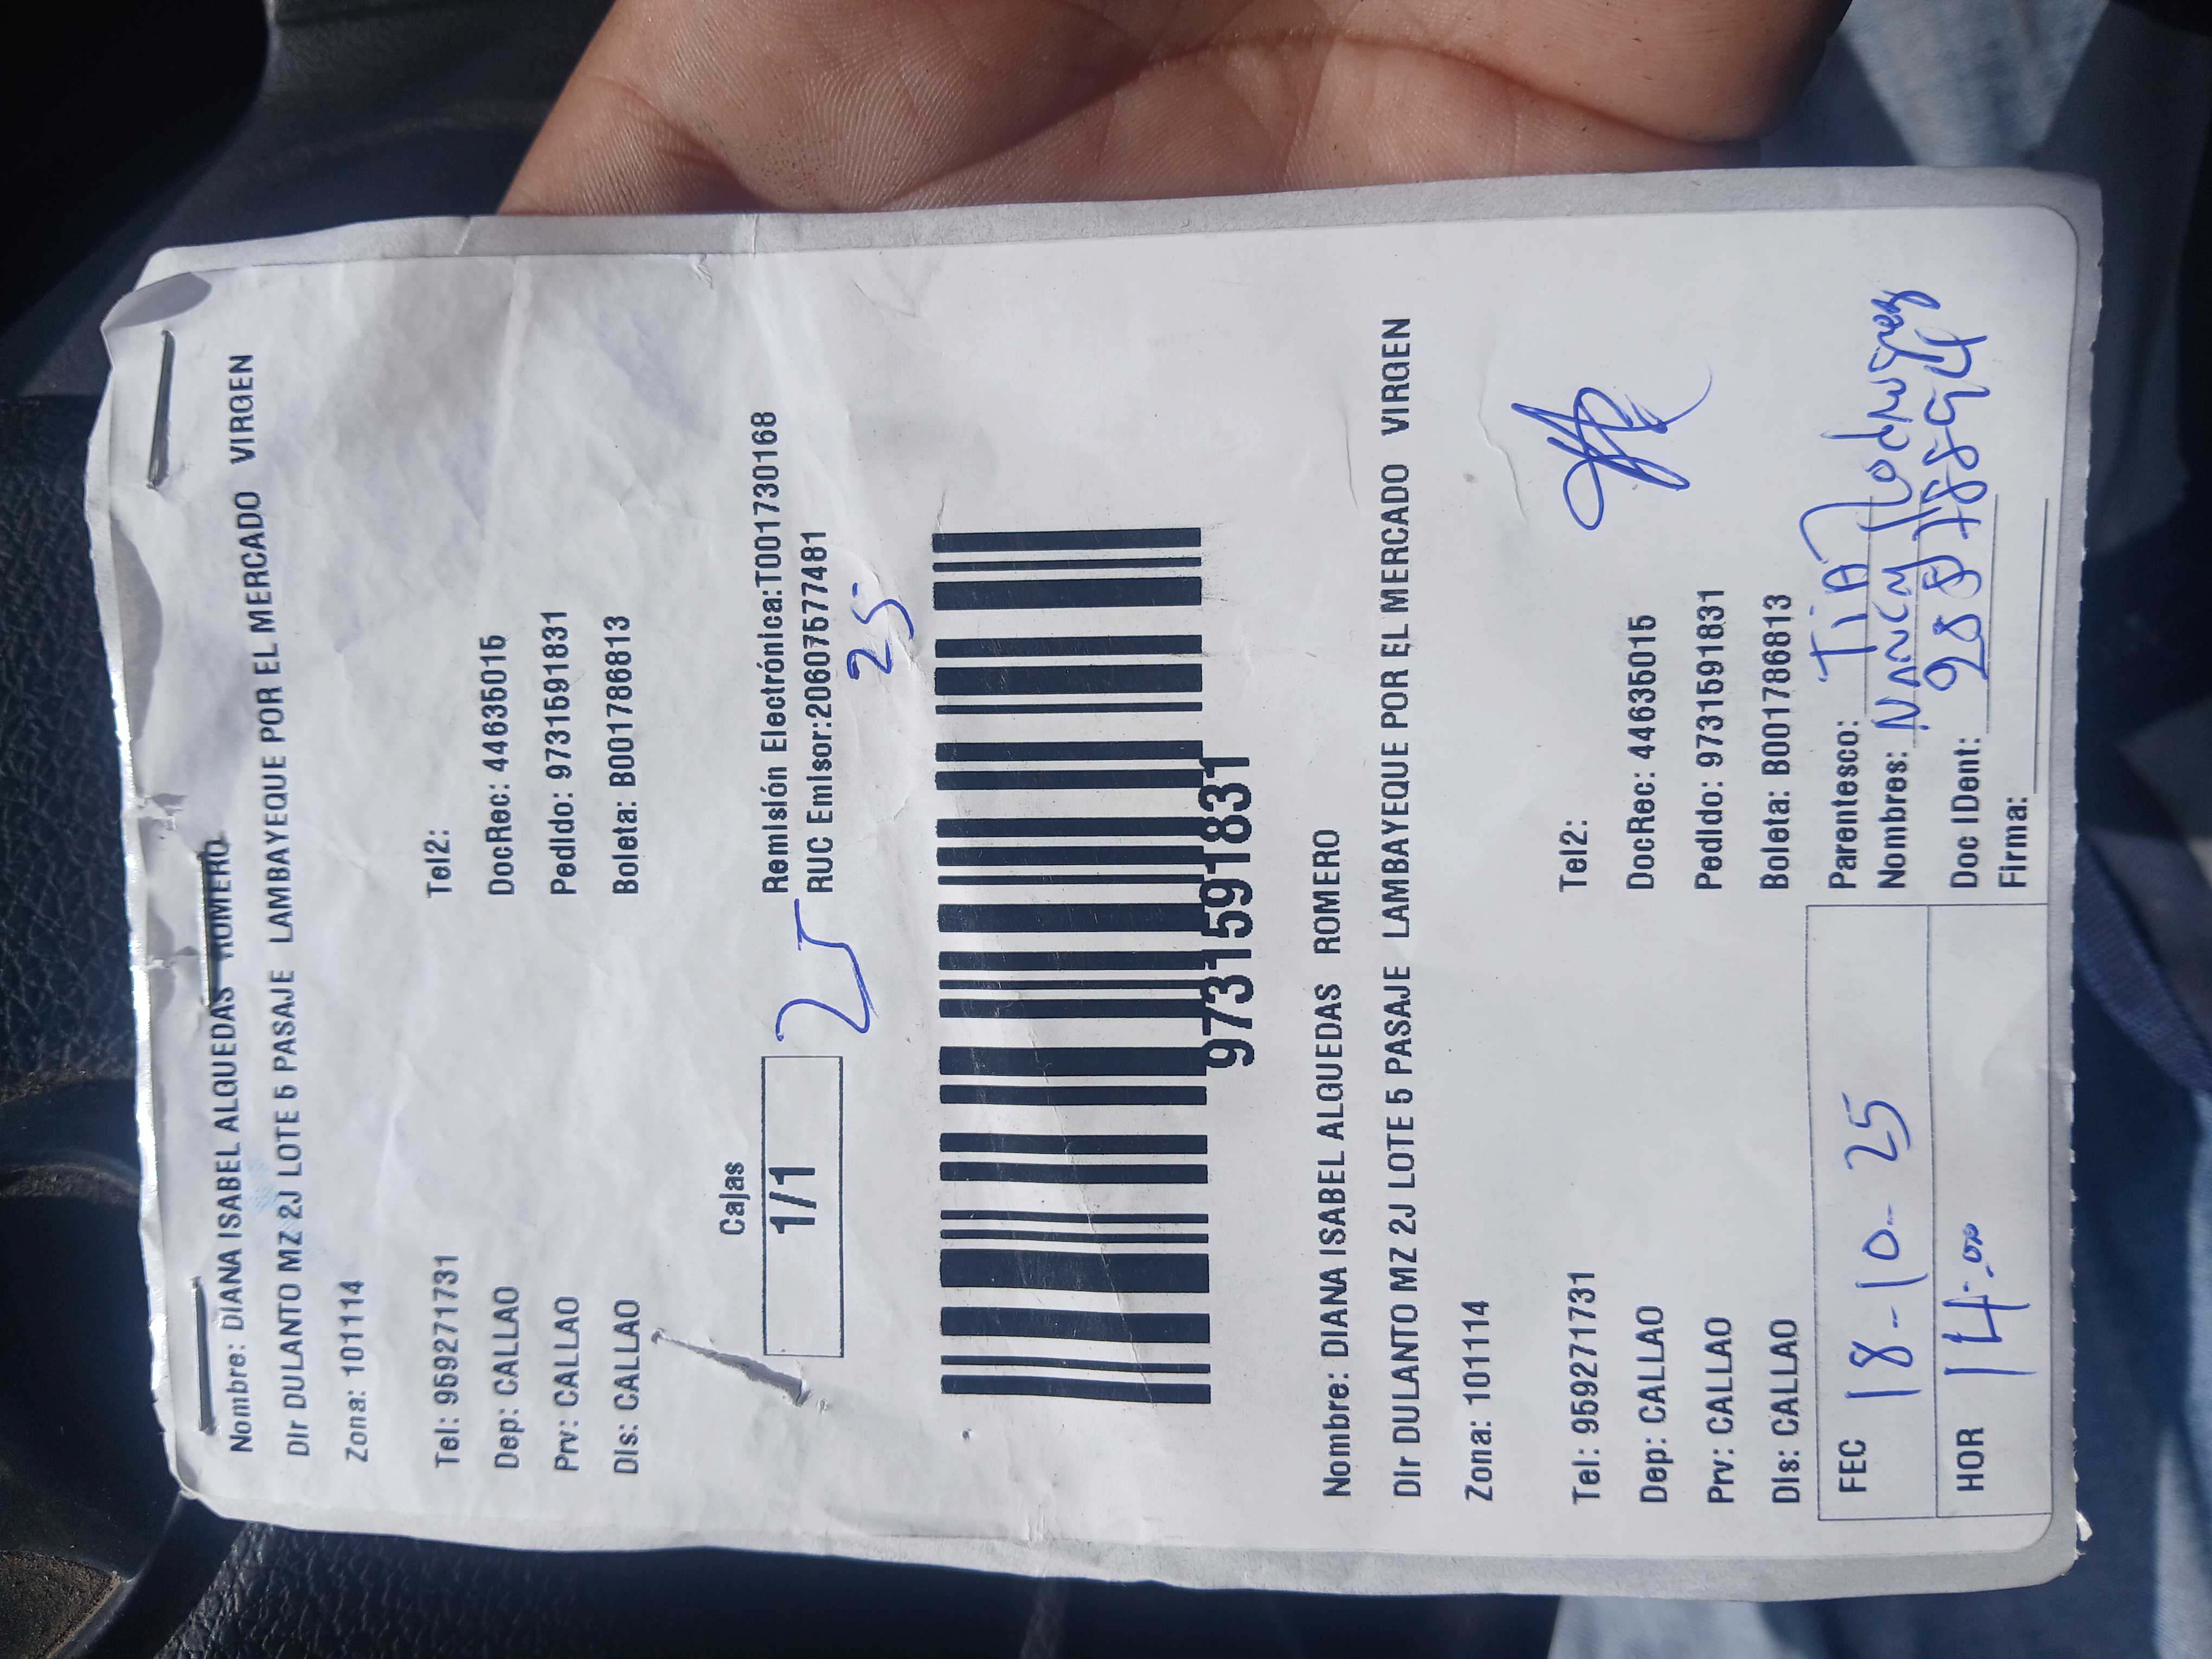 Nombre: DIANA ISABEL ALGUEDAS ROMERO
Dir DULANTO MZ 2J LOTE 5 PASAJE LAMBAYEQUE POR EL MERCADO VIRGEN
Zona: 101114
Tel: 959271731 Tel2:
Dep: CALLAO DocRec: 44635015
Prv: CALLAO Pedido: 9731591831
Dis: CALLAO Boleta: B001786813
Cajas
1/1 25 Remisión Electrónica:T001730168
RUC Emisor:20607577481
25
9731591831
Nombre: DIANA ISABEL ALGUEDAS ROMERO
Dir DULANTO MZ 2J LOTE 5 PASAJE LAMBAYEQUE POR EL MERCADO VIRGEN
Zona: 101114
Tel: 959271731 Tel2:
Dep: CALLAO DocRec: 44635015
Prv: CALLAO Pedido: 9731591831
Dis: CALLAO Boleta: B001786813
FEC 18-10-25 Parentesco: TIA
Nombres: NANCY Rodriguez
HOR 14:00 Doc IDent:
Firma: